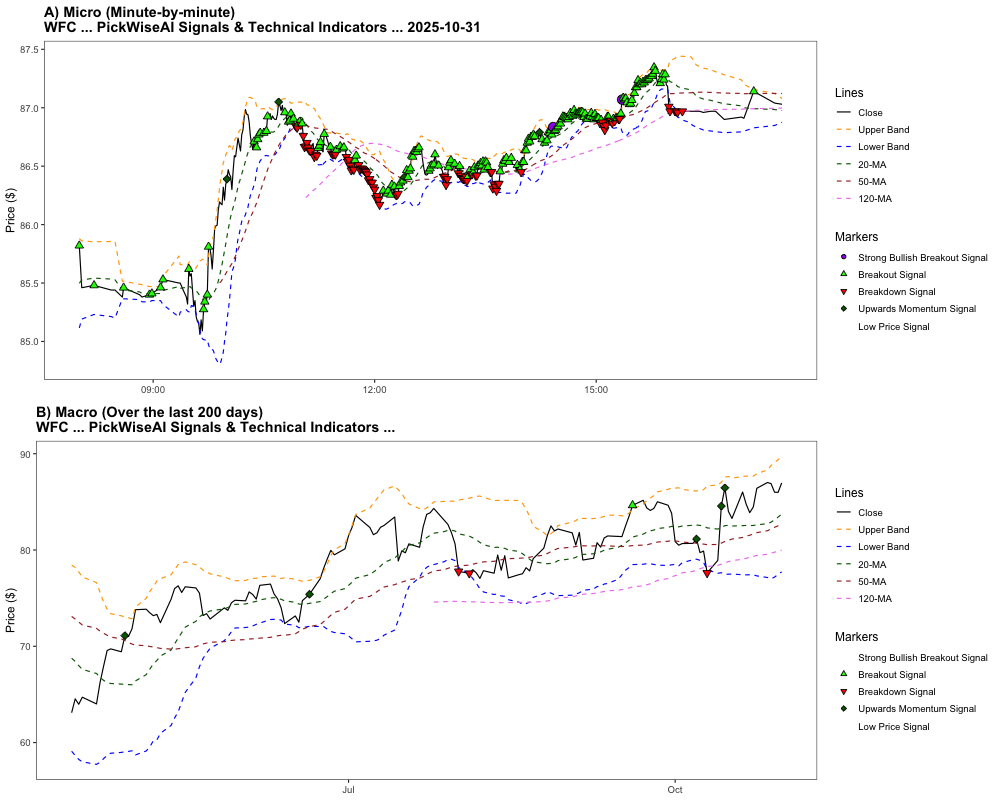 A) Micro (Minute-by-minute)
WFC ... PickWiseAI Signals & Technical Indicators ... 2025-10-31
87.5
87.0
86.5
86.0
85.5
85.0
Price ($)
09:00
12:00
15:00
Lines
Close
Upper Band
Lower Band
20-MA
50-MA
120-MA
Markers
Strong Bullish Breakout Signal
Breakout Signal
Breakdown Signal
Upwards Momentum Signal
Low Price Signal
B) Macro (Over the last 200 days)
WFC ... PickWiseAI Signals & Technical Indicators ...
90
80
70
60
Price ($)
Jul
Oct
Lines
Close
Upper Band
Lower Band
20-MA
50-MA
120-MA
Markers
Strong Bullish Breakout Signal
Breakout Signal
Breakdown Signal
Upwards Momentum Signal
Low Price Signal